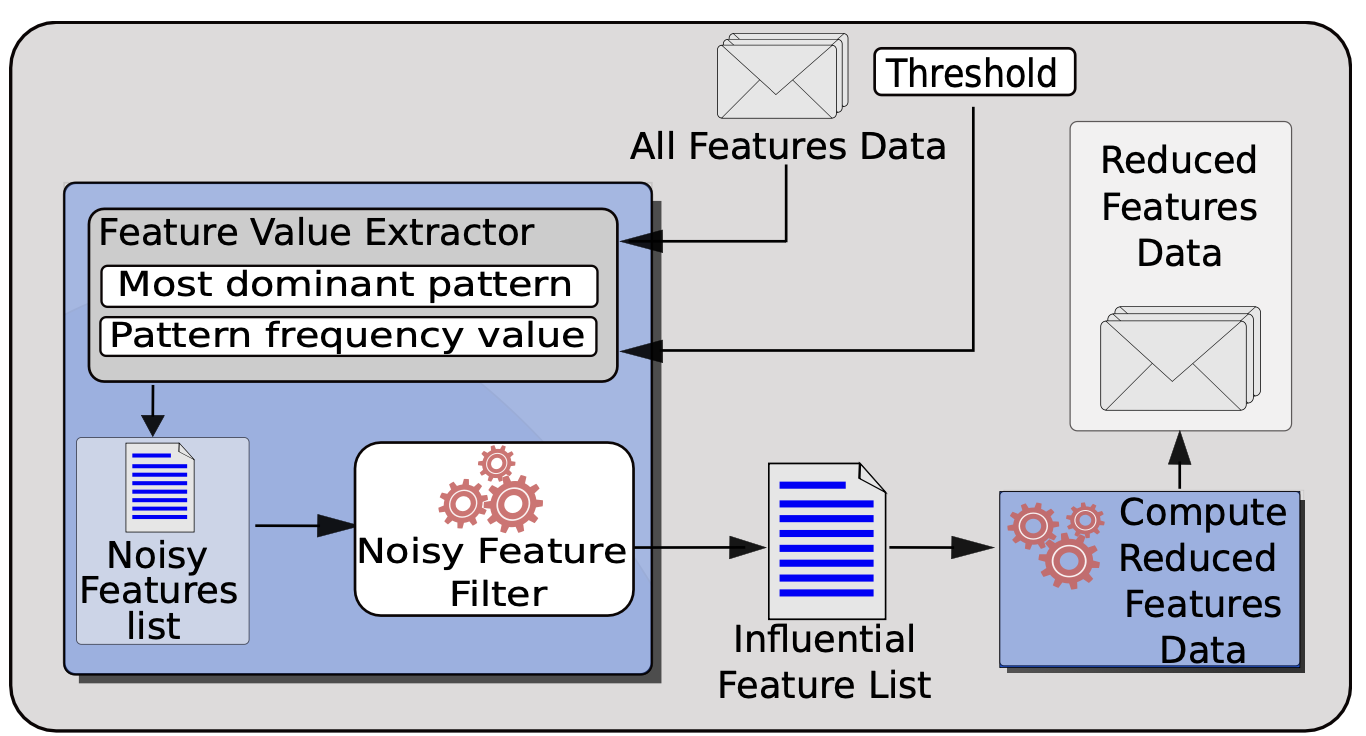 Threshold
All Features Data
Reduced
Features
Data
Feature Value Extractor
Most dominant pattern
Pattern frequency value
Noisy
Features
list
Noisy Feature
Filter
Influential
Feature List
Compute
Reduced
Features
Data